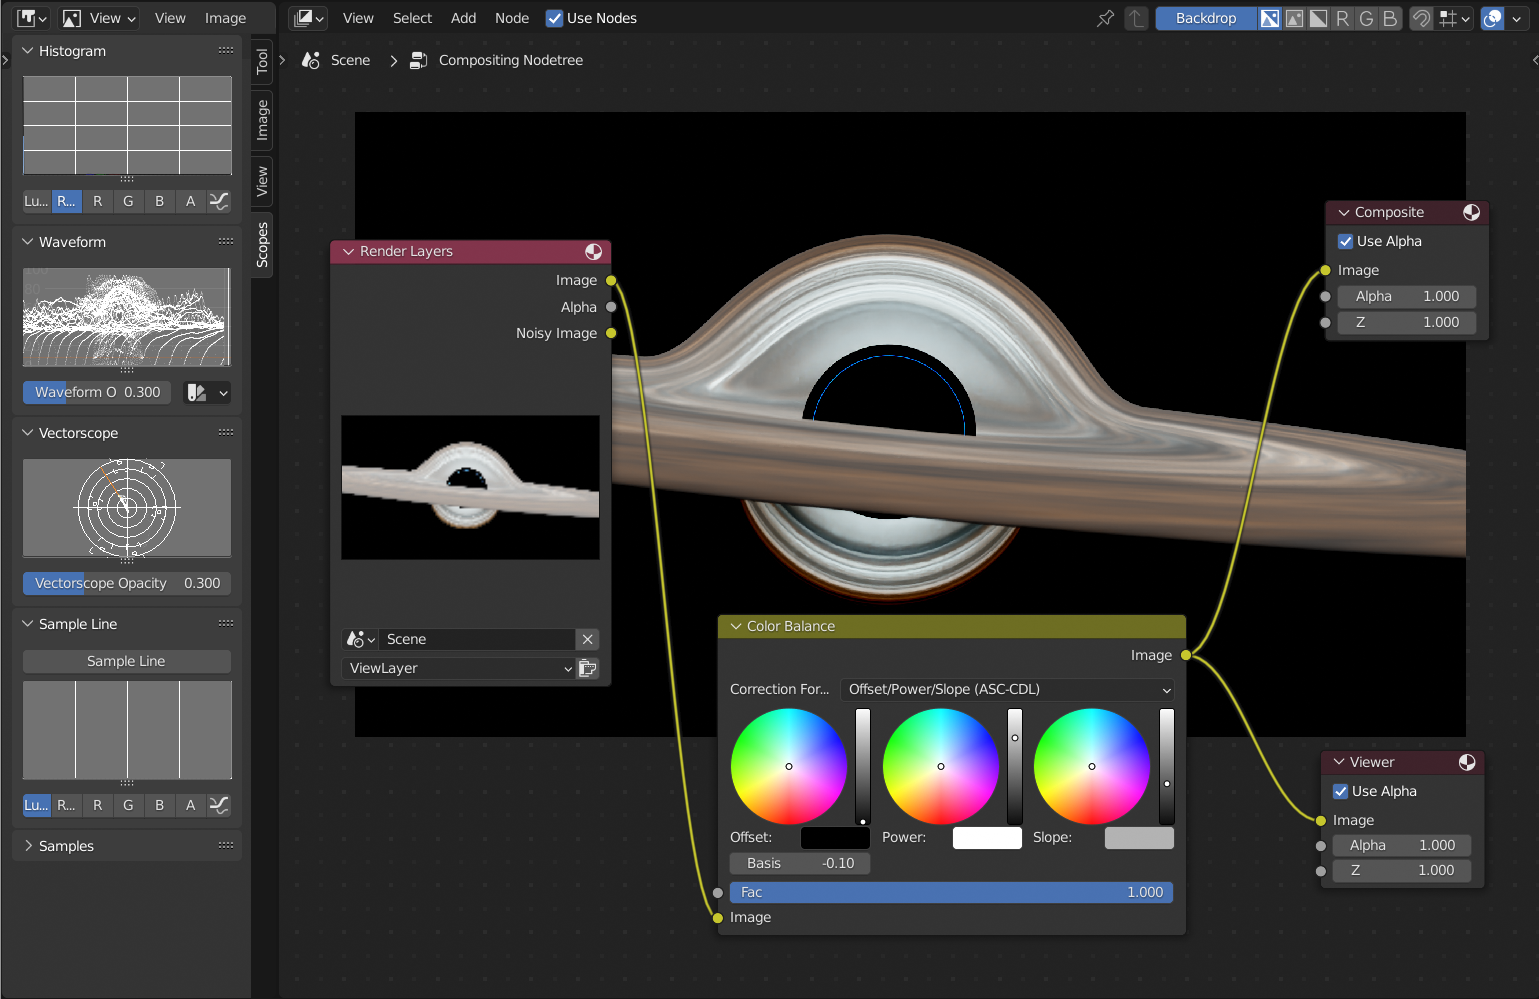 View
View
Image
View
Select
Add
Node
Use Nodes
Backdrop
R
G
B
Scene
Compositing Nodetree
Tool
Image
View
Scopes
Histogram
Lu...
R...
R
G
B
A
Waveform
Waveform O 0.300
Vectorscope
Vectorscope Opacity 0.300
Sample Line
Sample Line
Lu...
R...
R
G
B
A
Samples
Render Layers
Image
Alpha
Noisy Image
Scene
ViewLayer
Color Balance
Image
Correction For...
Offset/Power/Slope (ASC-CDL)
Offset:
Power:
Slope:
Basis -0.10
Fac 1.000
Image
Composite
Use Alpha
Image
Alpha 1.000
Z 1.000
Viewer
Use Alpha
Image
Alpha 1.000
Z 1.000